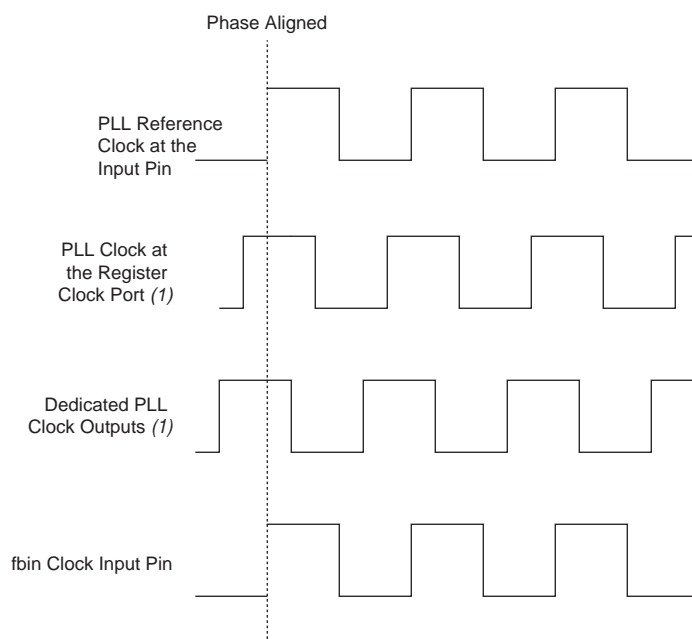 Phase Aligned
PLL Reference
Clock at the
Input Pin
PLL Clock at
the Register
Clock Port (1)
Dedicated PLL
Clock Outputs (1)
fbin Clock Input Pin